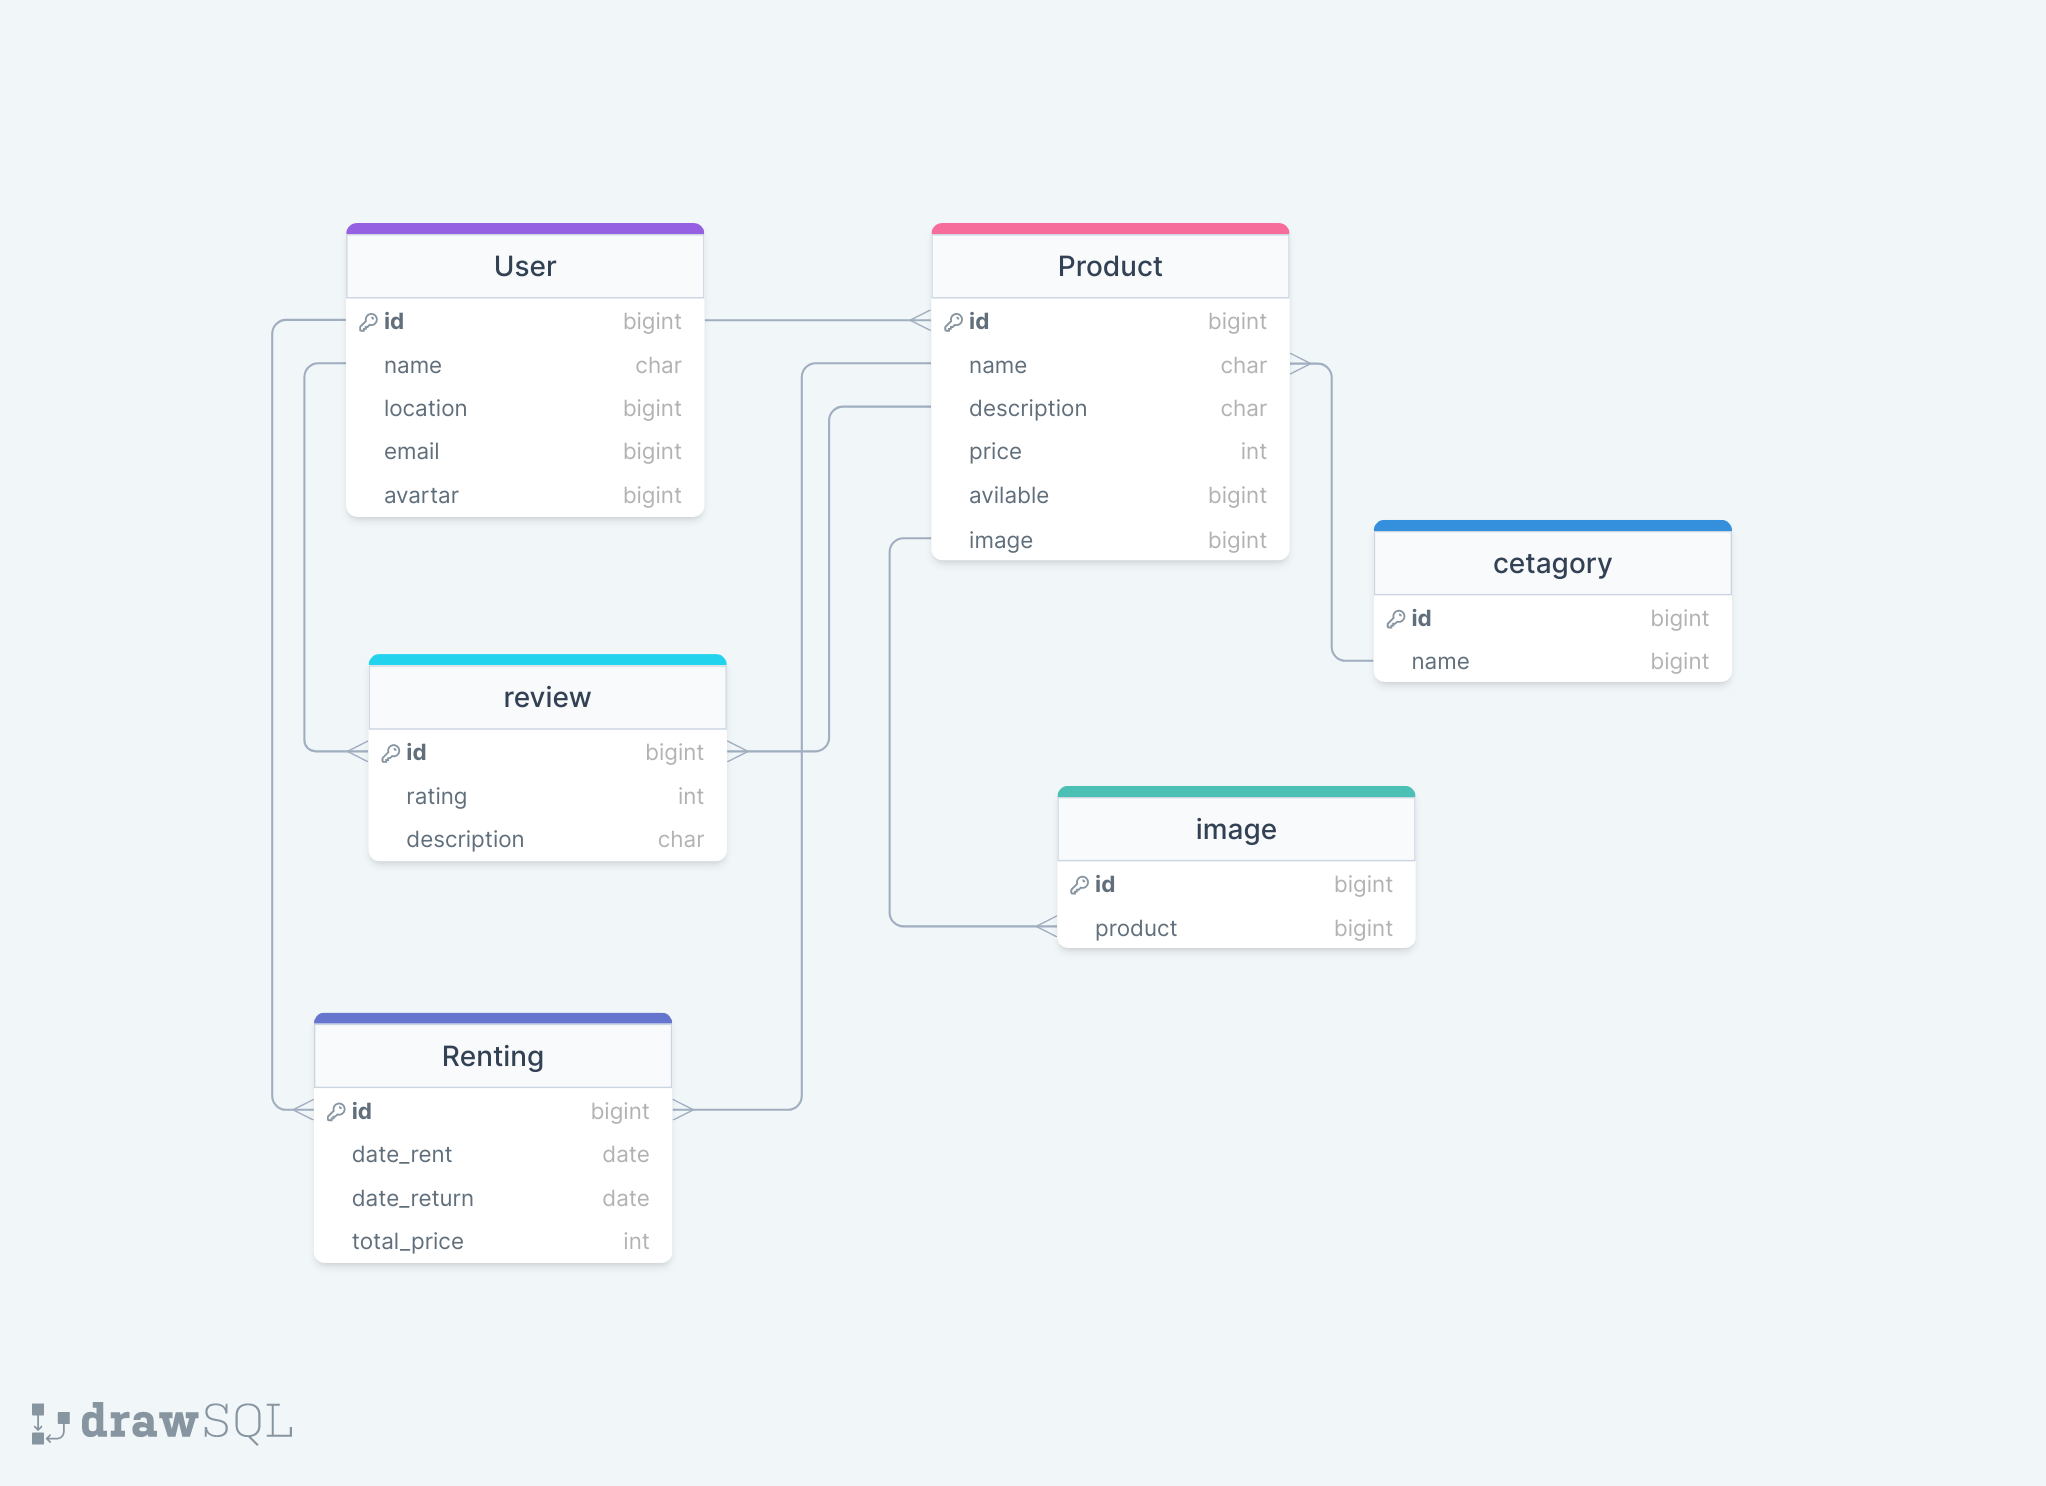 User
id bigint
name char
location bigint
email bigint
avartar bigint
Product
id bigint
name char
description char
price int
avilable bigint
image bigint
cetagory
id bigint
name bigint
review
id bigint
rating int
description char
image
id bigint
product bigint
Renting
id bigint
date_rent date
date_return date
total_price int
drawSQL